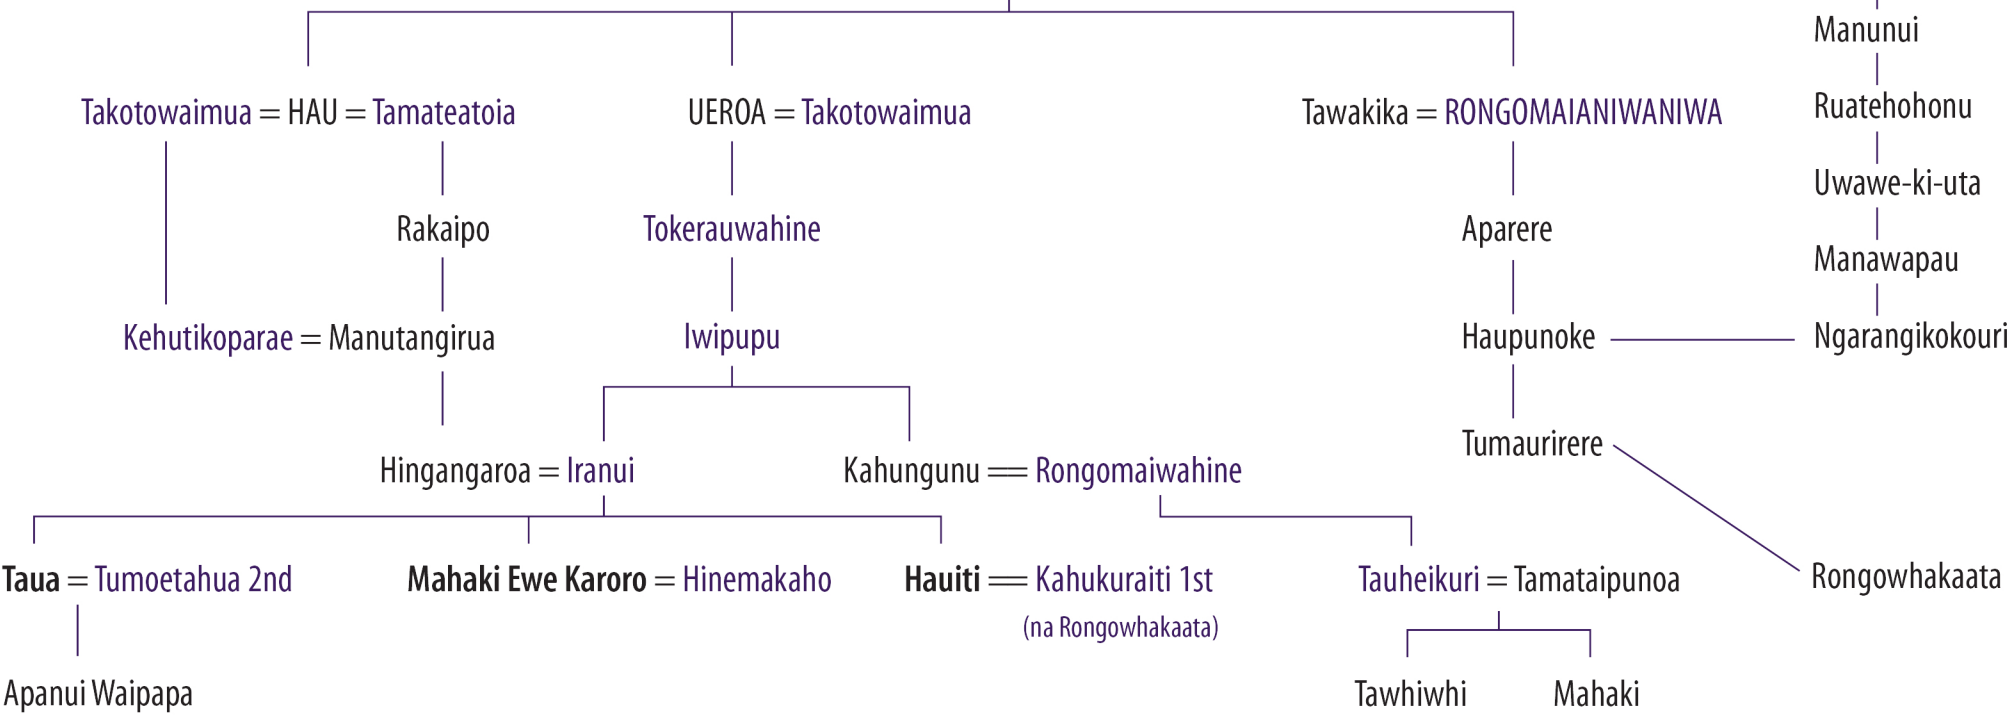 Manunui
Takotowaimua = HAU = Tamateatoia
UEROA = Takotowaimua
Tawakika = RONGOMAIANIWANIWA
Ruatehohonu
Uwawe-ki-uta
Rakaipo
Tokerauwahine
Aparere
Manawapau
Kehutikoparae = Manutangirua
Iwipupu
Haupunoke
Ngarangikokouri
Tumaurirere
Hingangaroa = Iranui
Kahungunu == Rongomaiwahine
Taua = Tumoetahua 2nd
Mahaki Ewe Karoro = Hinemakaho
Hauiti == Kahukuraiti 1st
(na Rongowhakaata)
Tauheikuri = Tamataipunoa
Rongowhakaata
Apanui Waipapa
Tawhiwhi
Mahaki